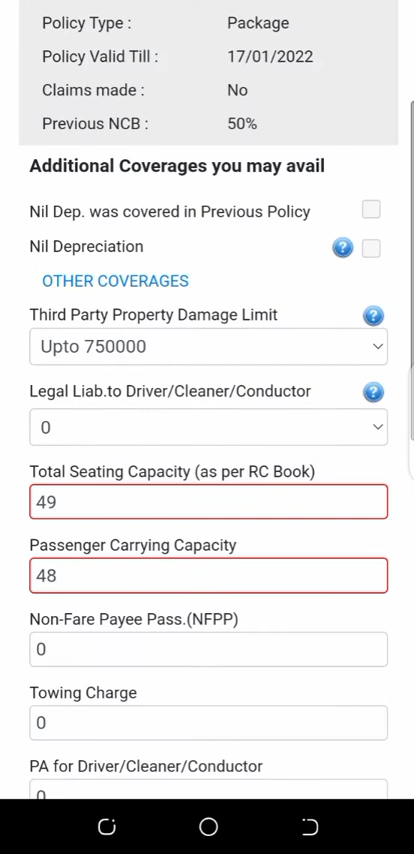 Policy Type : Package
Policy Valid Till : 17/01/2022
Claims made : No
Previous NCB : 50%
Additional Coverages you may avail
Nil Dep. was covered in Previous Policy
Nil Depreciation ?
OTHER COVERAGES
Third Party Property Damage Limit ?
Upto 750000
Legal Liab.to Driver/Cleaner/Conductor ?
0
Total Seating Capacity (as per RC Book)
49
Passenger Carrying Capacity
48
Non-Fare Payee Pass.(NFPP)
0
Towing Charge
0
PA for Driver/Cleaner/Conductor
0